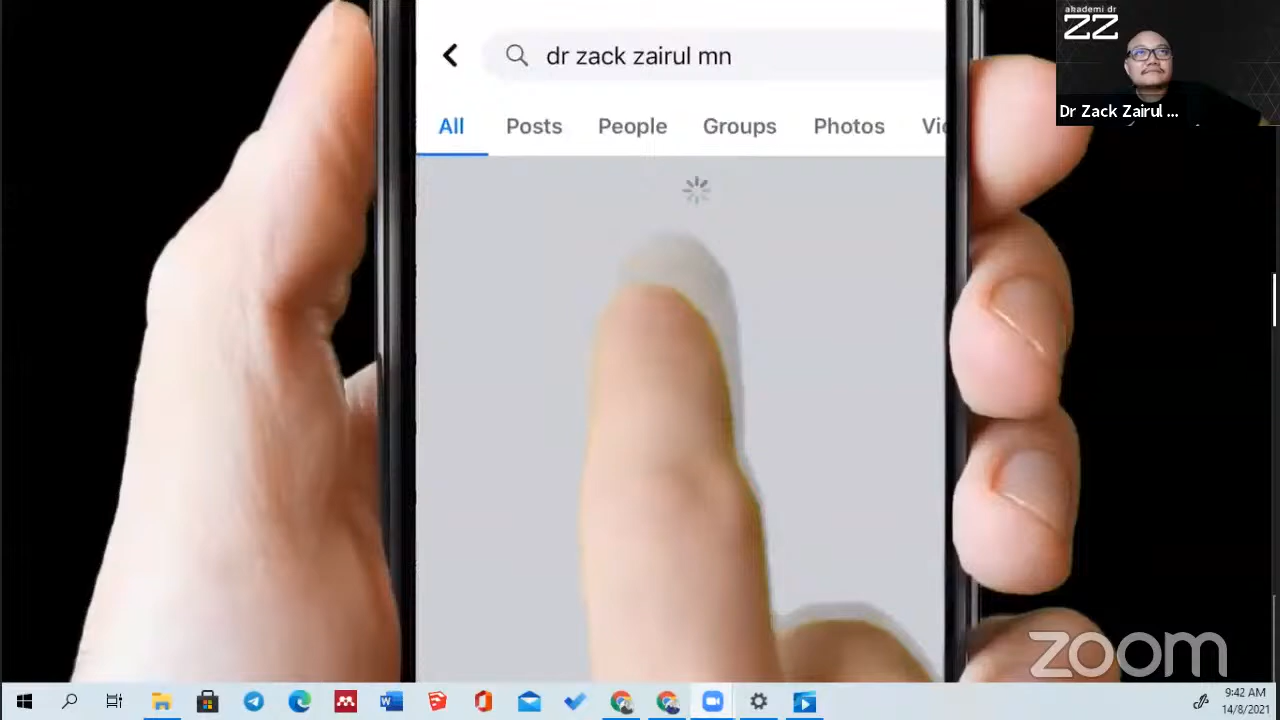 dr zack zairul mn
All Posts People Groups Photos
akademi dr
ZZ
Dr Zack Zairul ...
zoom
9:42 AM
14/8/2021